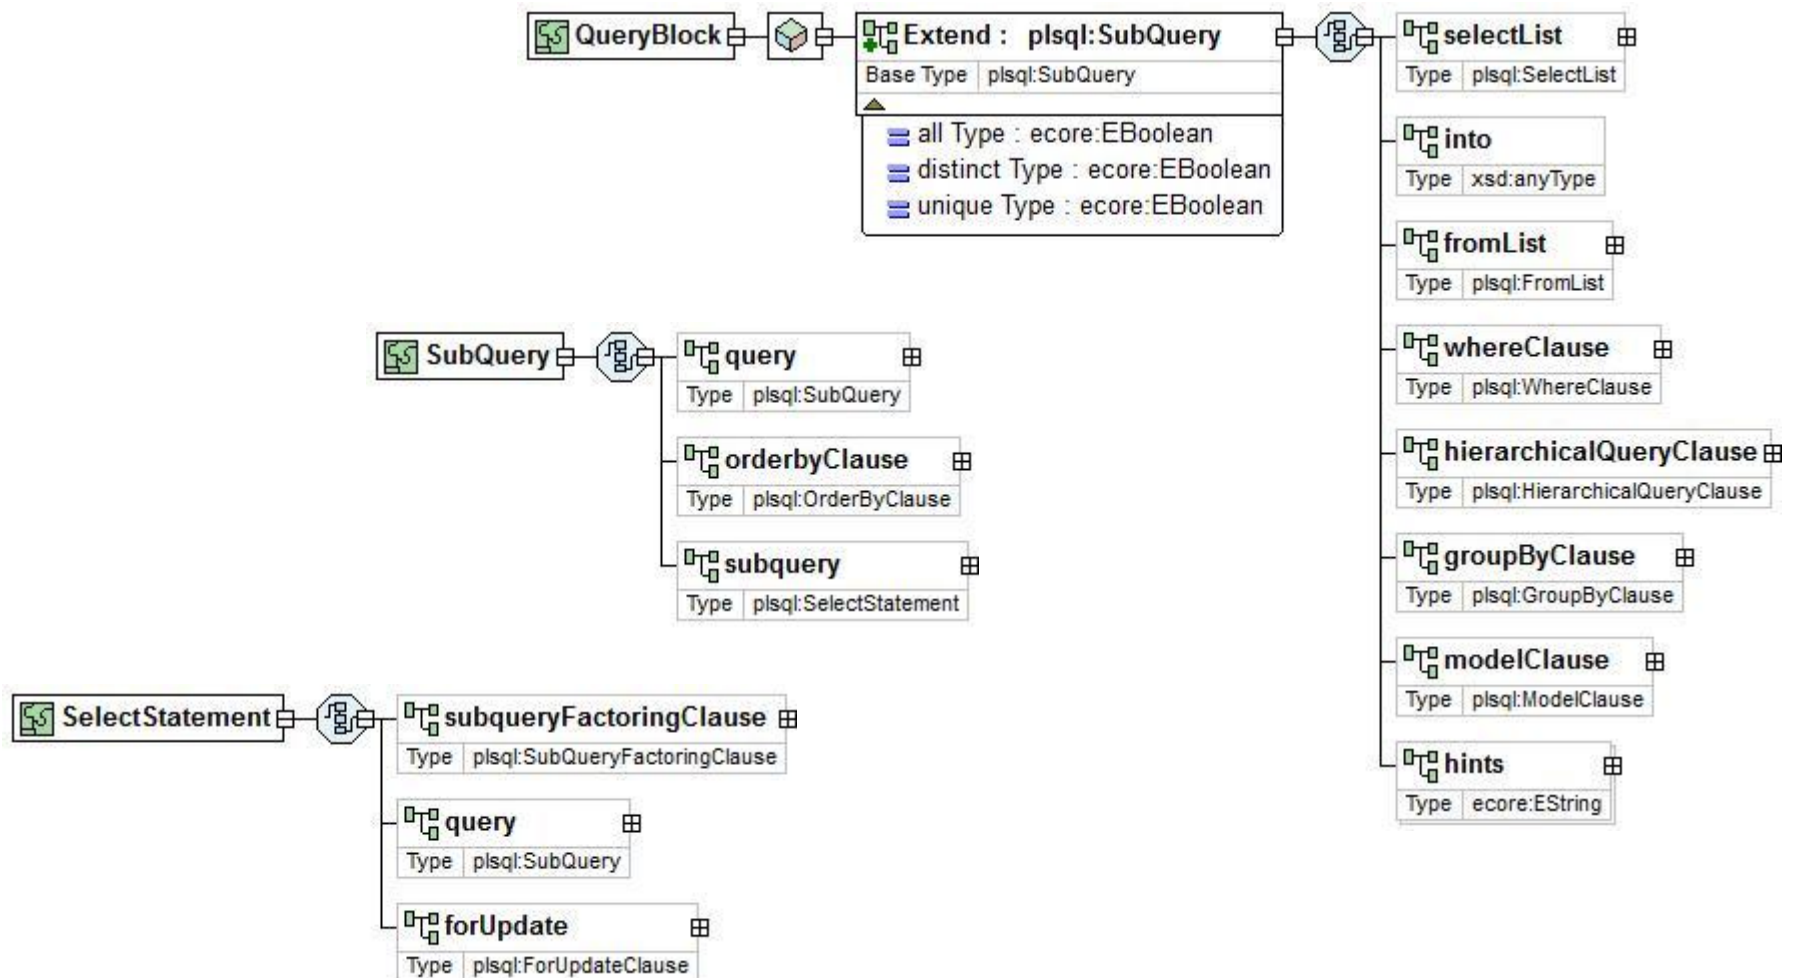 QueryBlock
Extend : plsql:SubQuery
Base Type plsql:SubQuery
all Type : ecore:EBoolean
distinct Type : ecore:EBoolean
unique Type : ecore:EBoolean
selectList
Type plsql:SelectList
into
Type xsd:anyType
fromList
Type plsql:FromList
whereClause
Type plsql:WhereClause
hierarchicalQueryClause
Type plsql:HierarchicalQueryClause
groupByClause
Type plsql:GroupByClause
modelClause
Type plsql:ModelClause
hints
Type ecore:EString
SubQuery
query
Type plsql:SubQuery
orderbyClause
Type plsql:OrderByClause
subquery
Type plsql:SelectStatement
SelectStatement
subqueryFactoringClause
Type plsql:SubQueryFactoringClause
query
Type plsql:SubQuery
forUpdate
Type plsql:ForUpdateClause